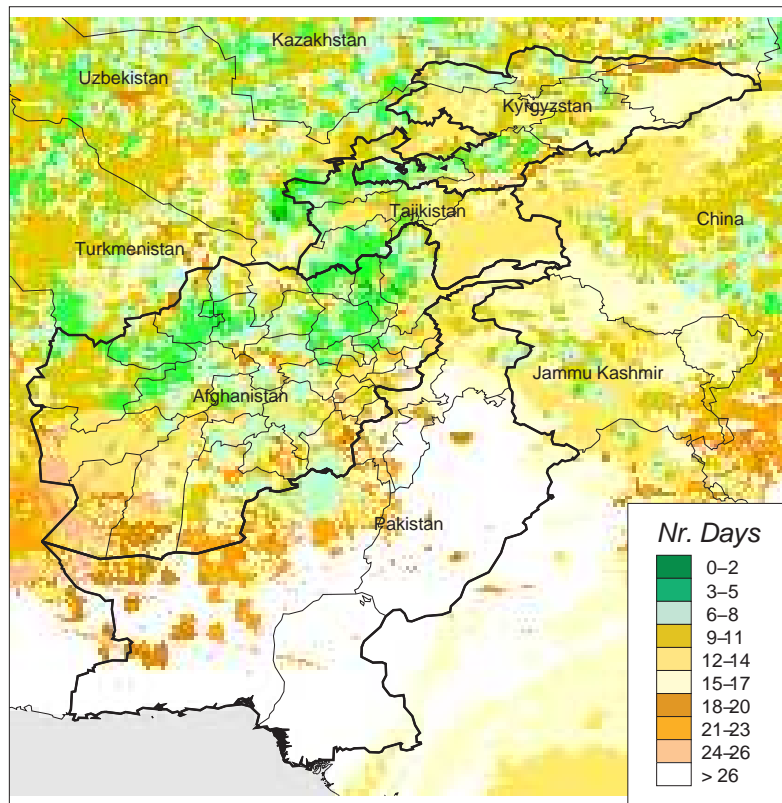 Kazakhstan
Uzbekistan
Kyrgyzstan
Tajikistan
China
Turkmenistan
Jammu Kashmir
Afghanistan
Pakistan
Nr. Days
0–2
3–5
6–8
9–11
12–14
15–17
18–20
21–23
24–26
> 26